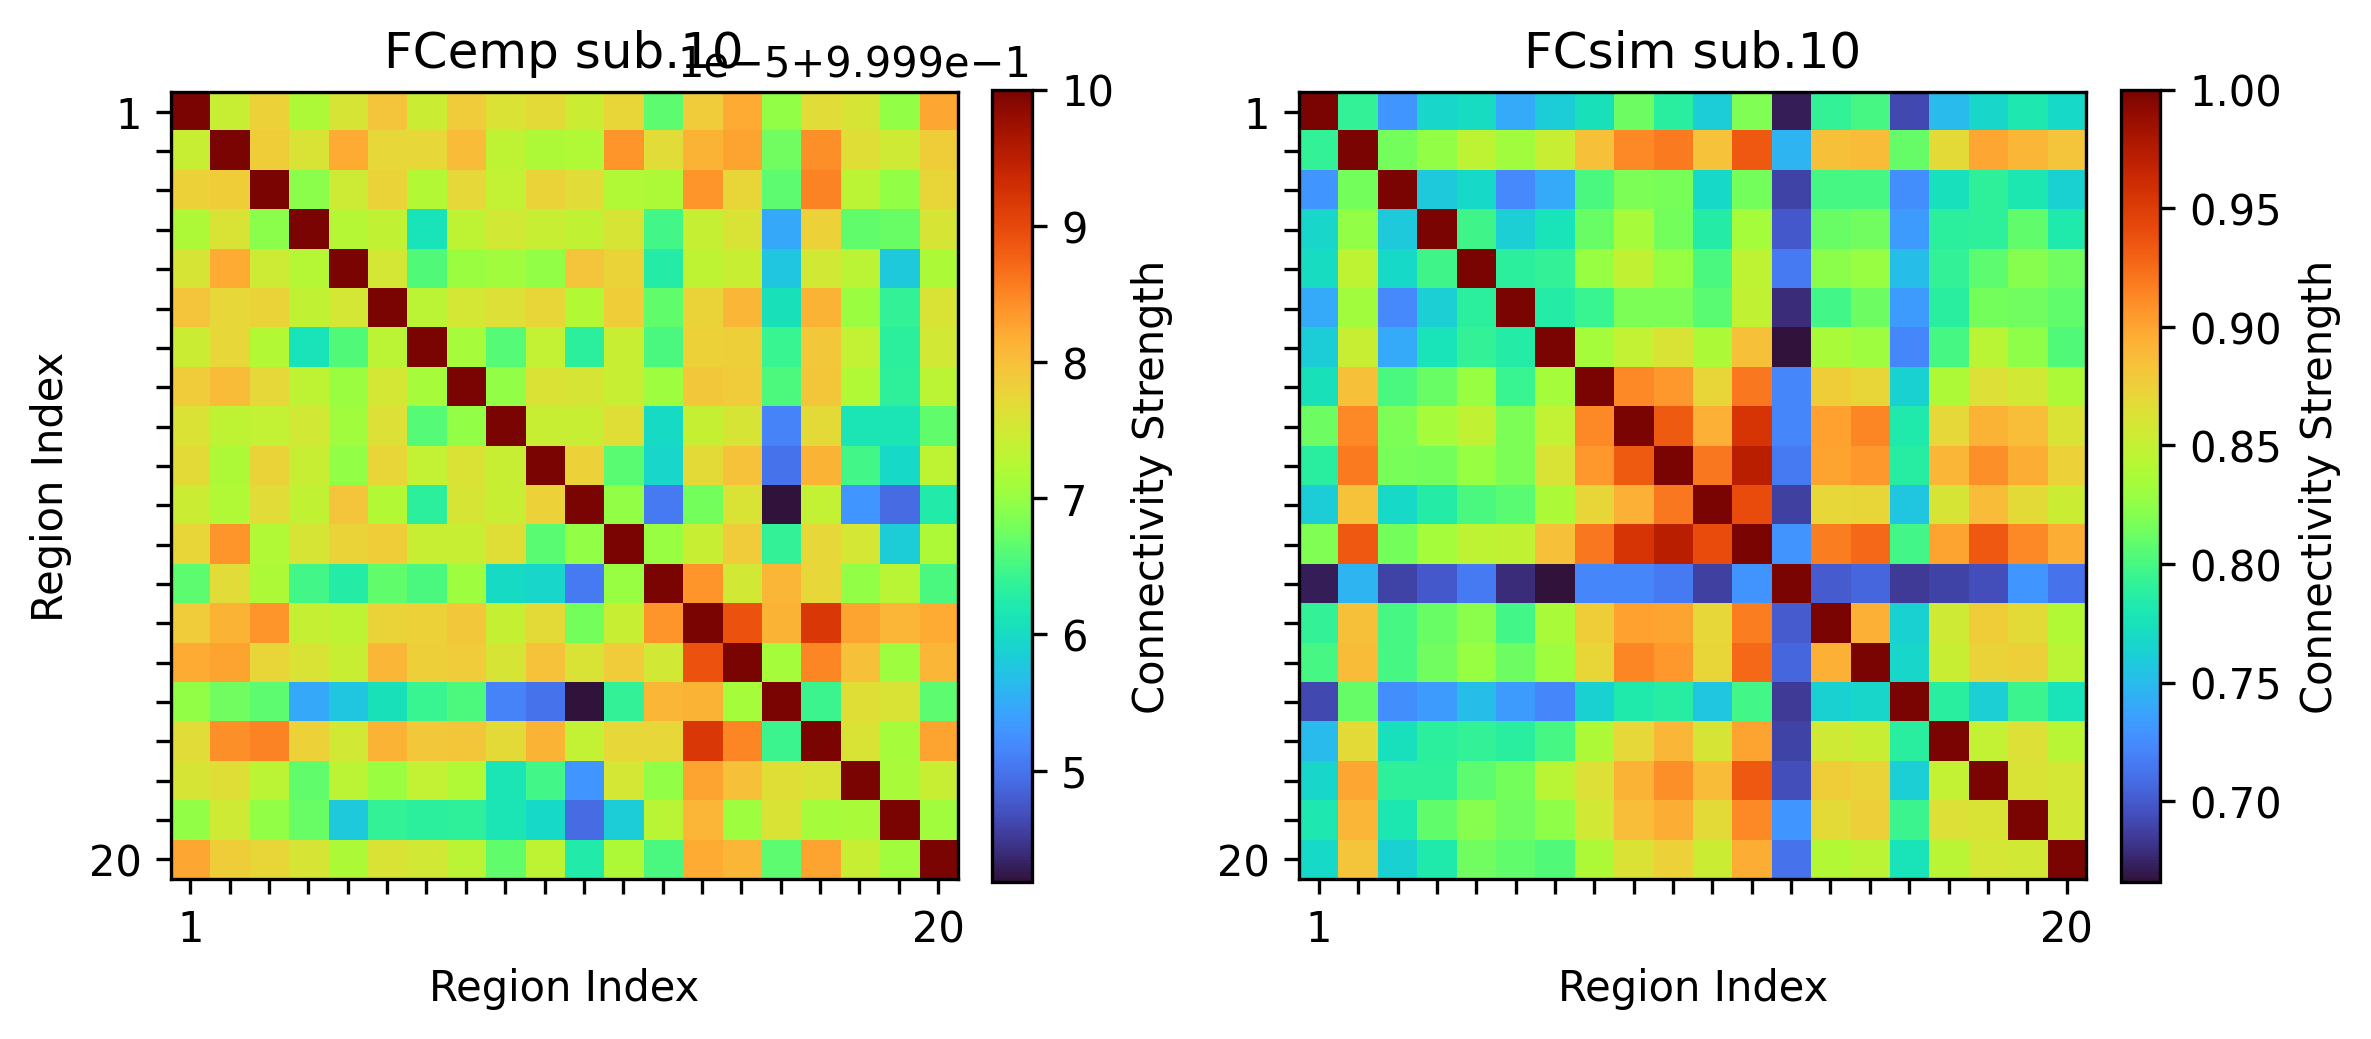 FCemp sub.10
1e−5+9.999e−1
Region Index
1
20
1
20
Region Index
10
9
8
7
6
5
Connectivity Strength
FCsim sub.10
1
20
1
20
Region Index
1.00
0.95
0.90
0.85
0.80
0.75
0.70
Connectivity Strength